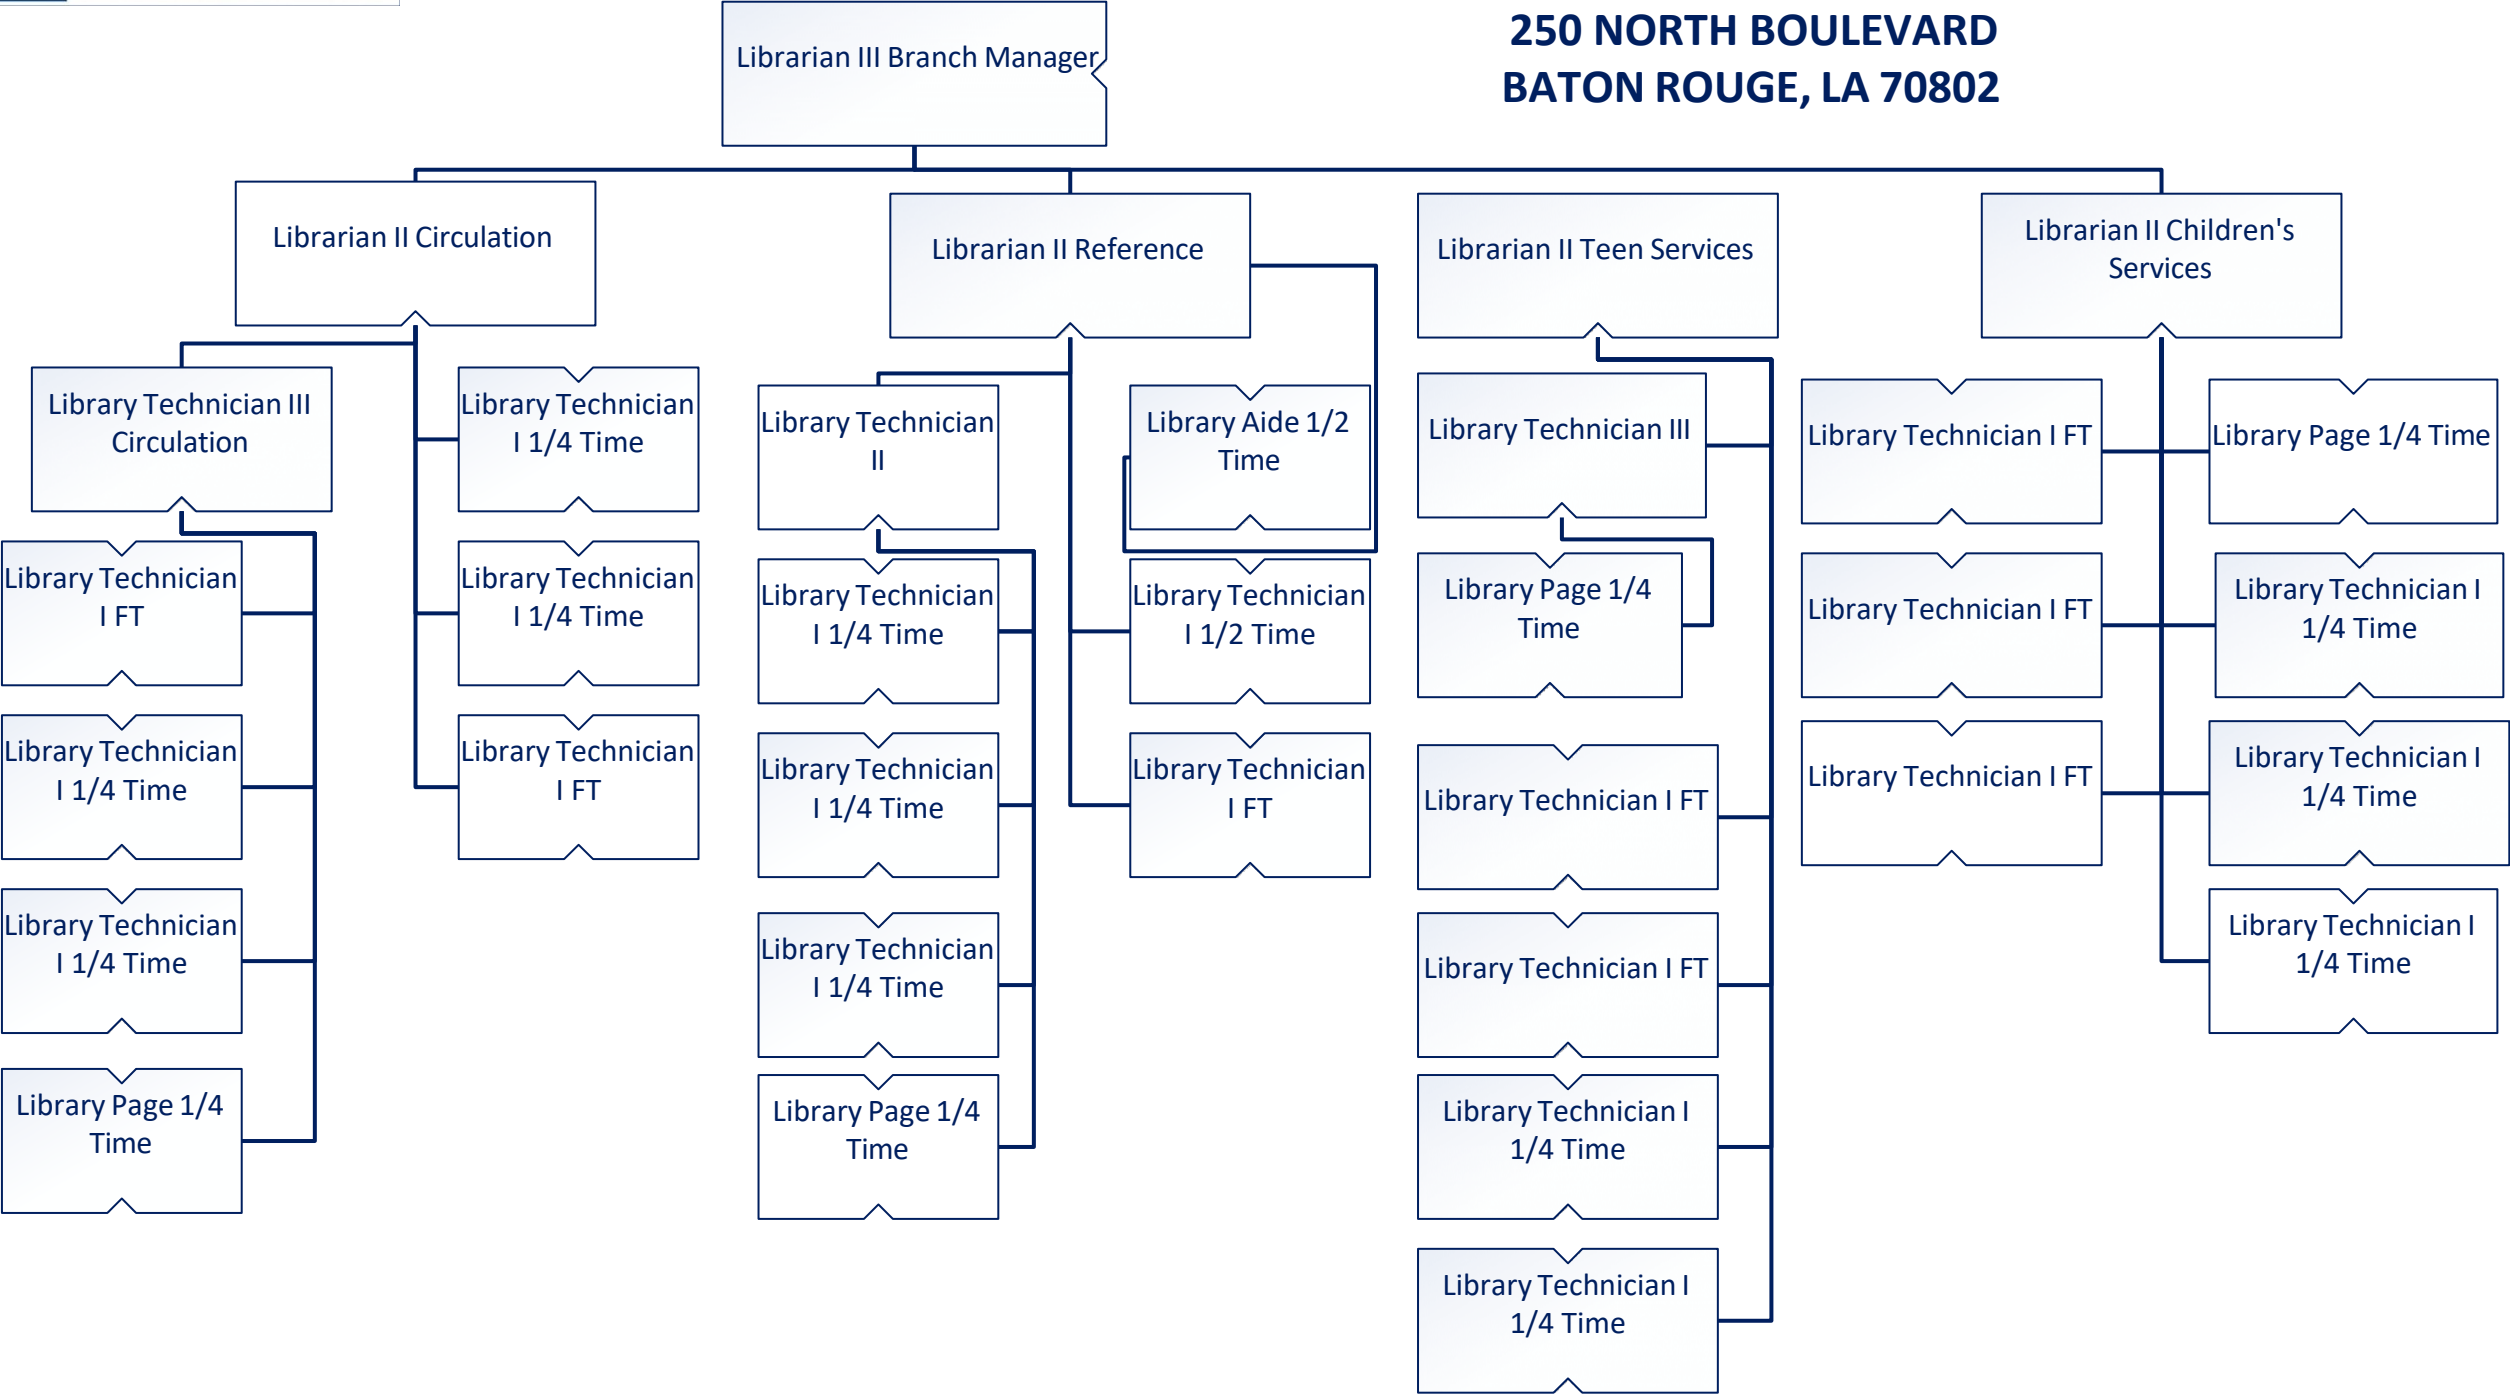 250 NORTH BOULEVARD
BATON ROUGE, LA 70802
Librarian III Branch Manager
Librarian II Circulation
Librarian II Reference
Librarian II Teen Services
Librarian II Children's
Services
Library Technician III
Circulation
Library Technician
I FT
Library Technician
I 1/4 Time
Library Technician
I 1/4 Time
Library Page 1/4
Time
Library Technician
I 1/4 Time
Library Technician
I 1/4 Time
Library Technician
I FT
Library Technician
II
Library Technician
I 1/4 Time
Library Technician
I 1/4 Time
Library Technician
I 1/4 Time
Library Page 1/4
Time
Library Aide 1/2
Time
Library Technician
I 1/2 Time
Library Technician
I FT
Library Technician III
Library Page 1/4
Time
Library Technician I FT
Library Technician I FT
Library Technician I
1/4 Time
Library Technician I
1/4 Time
Library Technician I FT
Library Technician I FT
Library Technician I FT
Library Page 1/4 Time
Library Technician I
1/4 Time
Library Technician I
1/4 Time
Library Technician I
1/4 Time